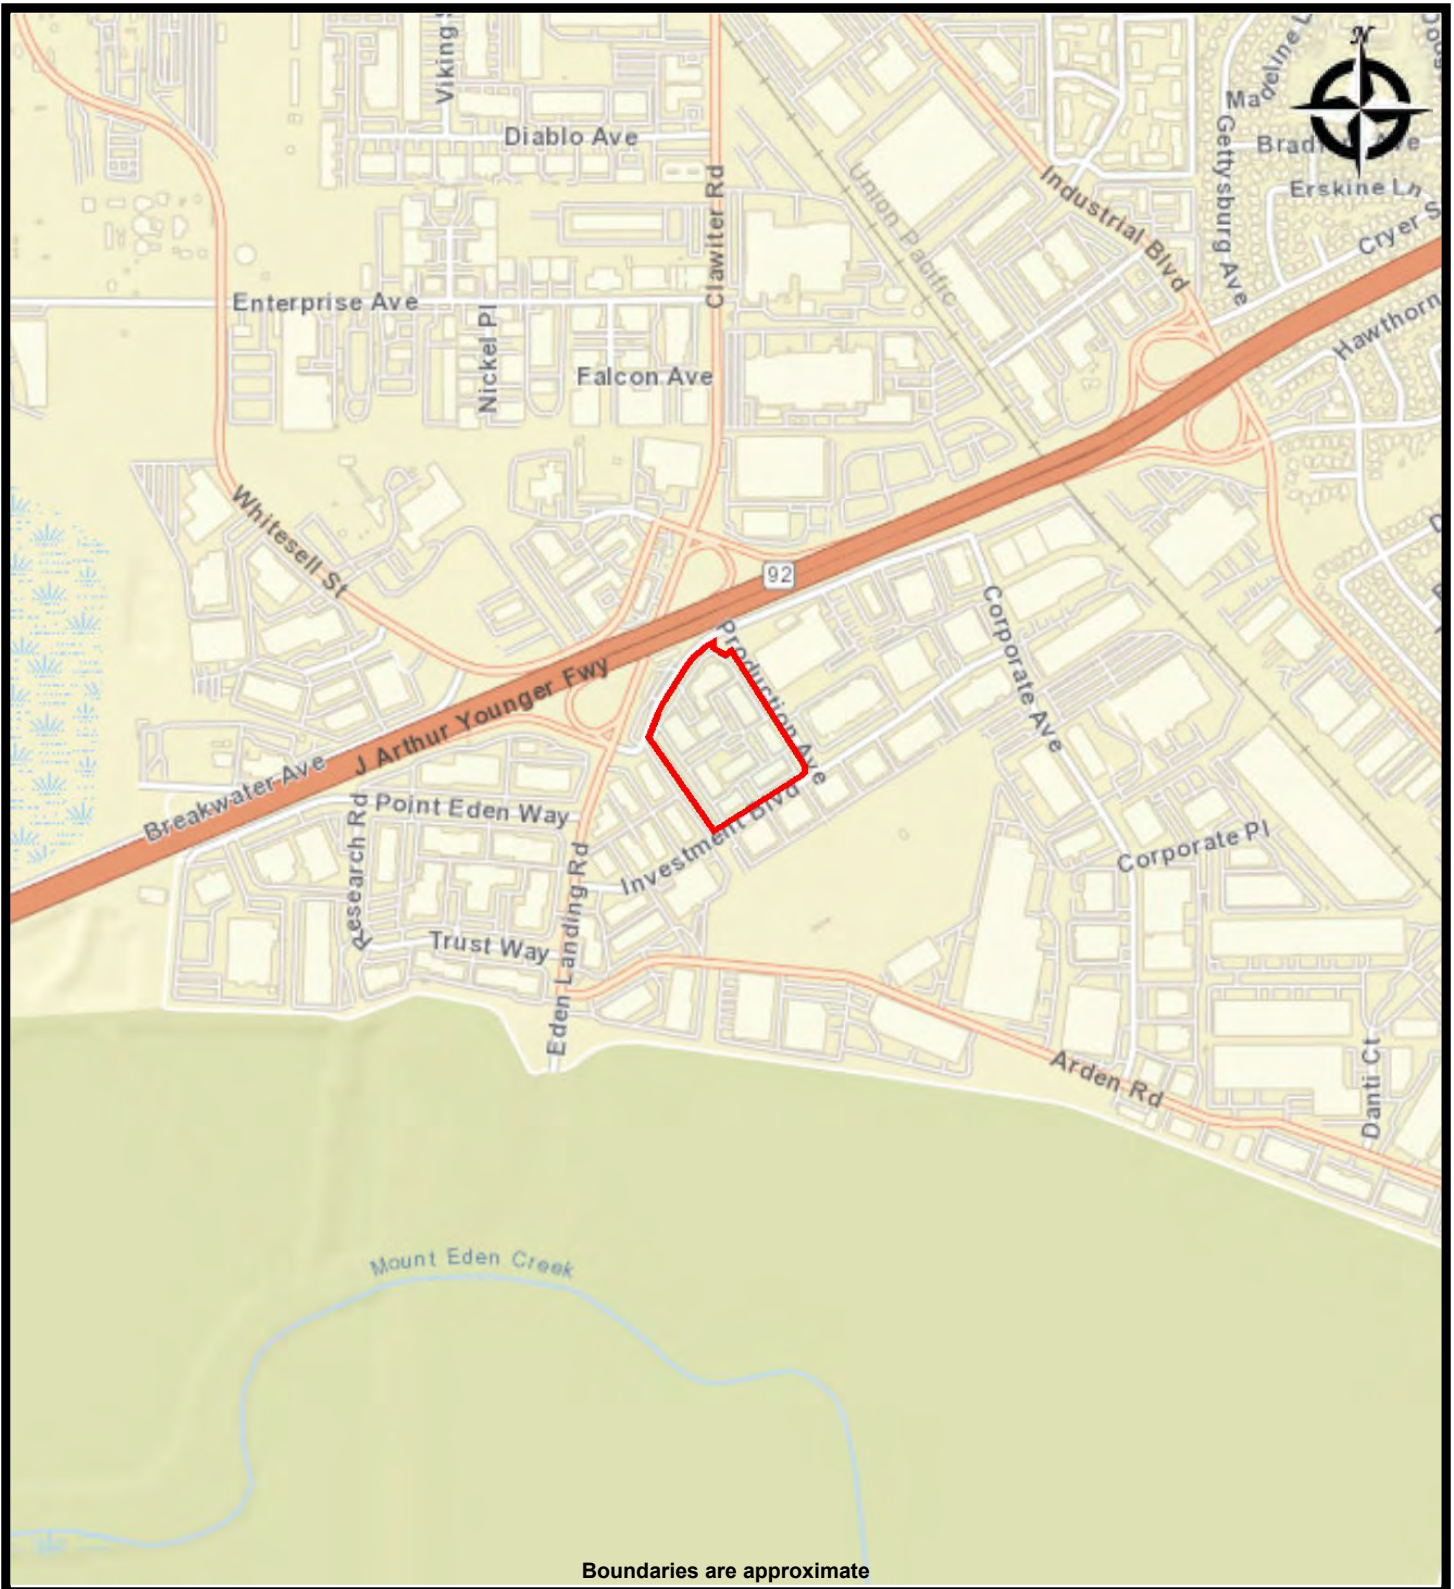 N
Viking
Diablo Ave
Clawiter Rd
Union Pacific
Industrial Blvd
Gettysburg Ave
Erskine Ln
Cryer S
Hawthorn
Enterprise Ave
Nickel Pl
Falcon Ave
Whitesell St
92
Production Ave
Corporate Ave
J Arthur Younger Fwy
Breakwater Ave
Point Eden Way
Research Rd
Investment Blvd
Corporate Pl
Trust Way
Eden Landing Rd
Arden Rd
Danti Ct
Mount Eden Creek
Boundaries are approximate